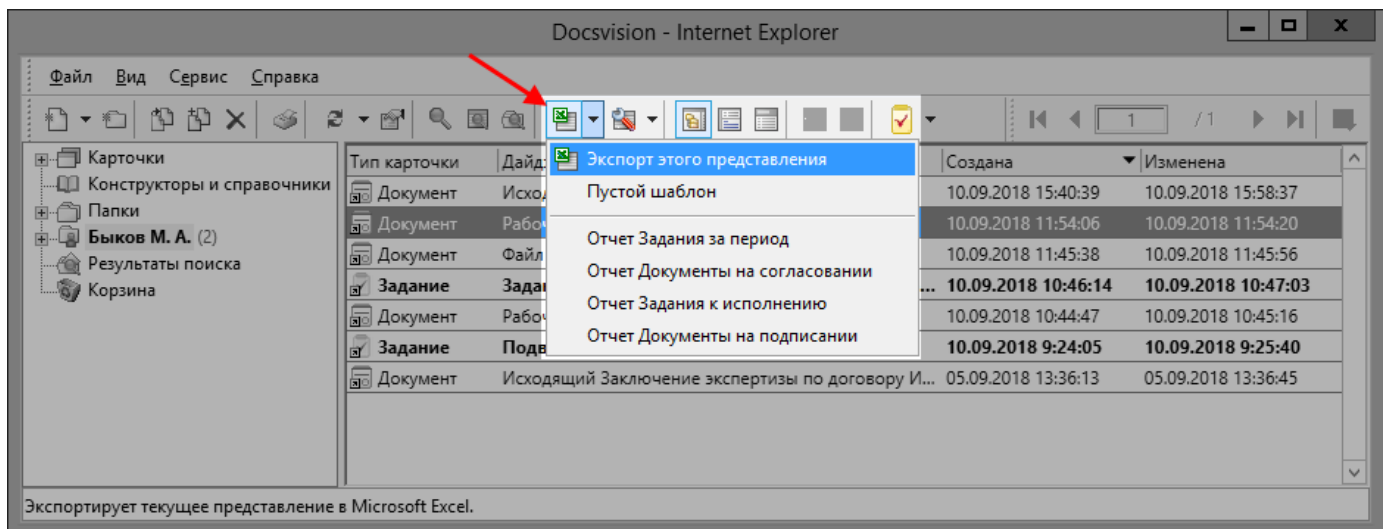 Docsvision - Internet Explorer
Файл Вид Сервис Справка
1 / 1
Карточки
Конструкторы и справочники
Папки
Быков М. А. (2)
Результаты поиска
Корзина
Тип карточки Создана Изменена
Документ 10.09.2018 15:40:39 10.09.2018 15:58:37
Документ 10.09.2018 11:54:06 10.09.2018 11:54:20
Документ Файл 10.09.2018 11:45:38 10.09.2018 11:45:56
Задание ... 10.09.2018 10:46:14 10.09.2018 10:47:03
Документ 10.09.2018 10:44:47 10.09.2018 10:45:16
Задание 10.09.2018 9:24:05 10.09.2018 9:25:40
Документ Исходящий Заключение экспертизы по договору И... 05.09.2018 13:36:13 05.09.2018 13:36:45
Экспорт этого представления
Пустой шаблон
Отчет Задания за период
Отчет Документы на согласовании
Отчет Задания к исполнению
Отчет Документы на подписании
Экспортирует текущее представление в Microsoft Excel.